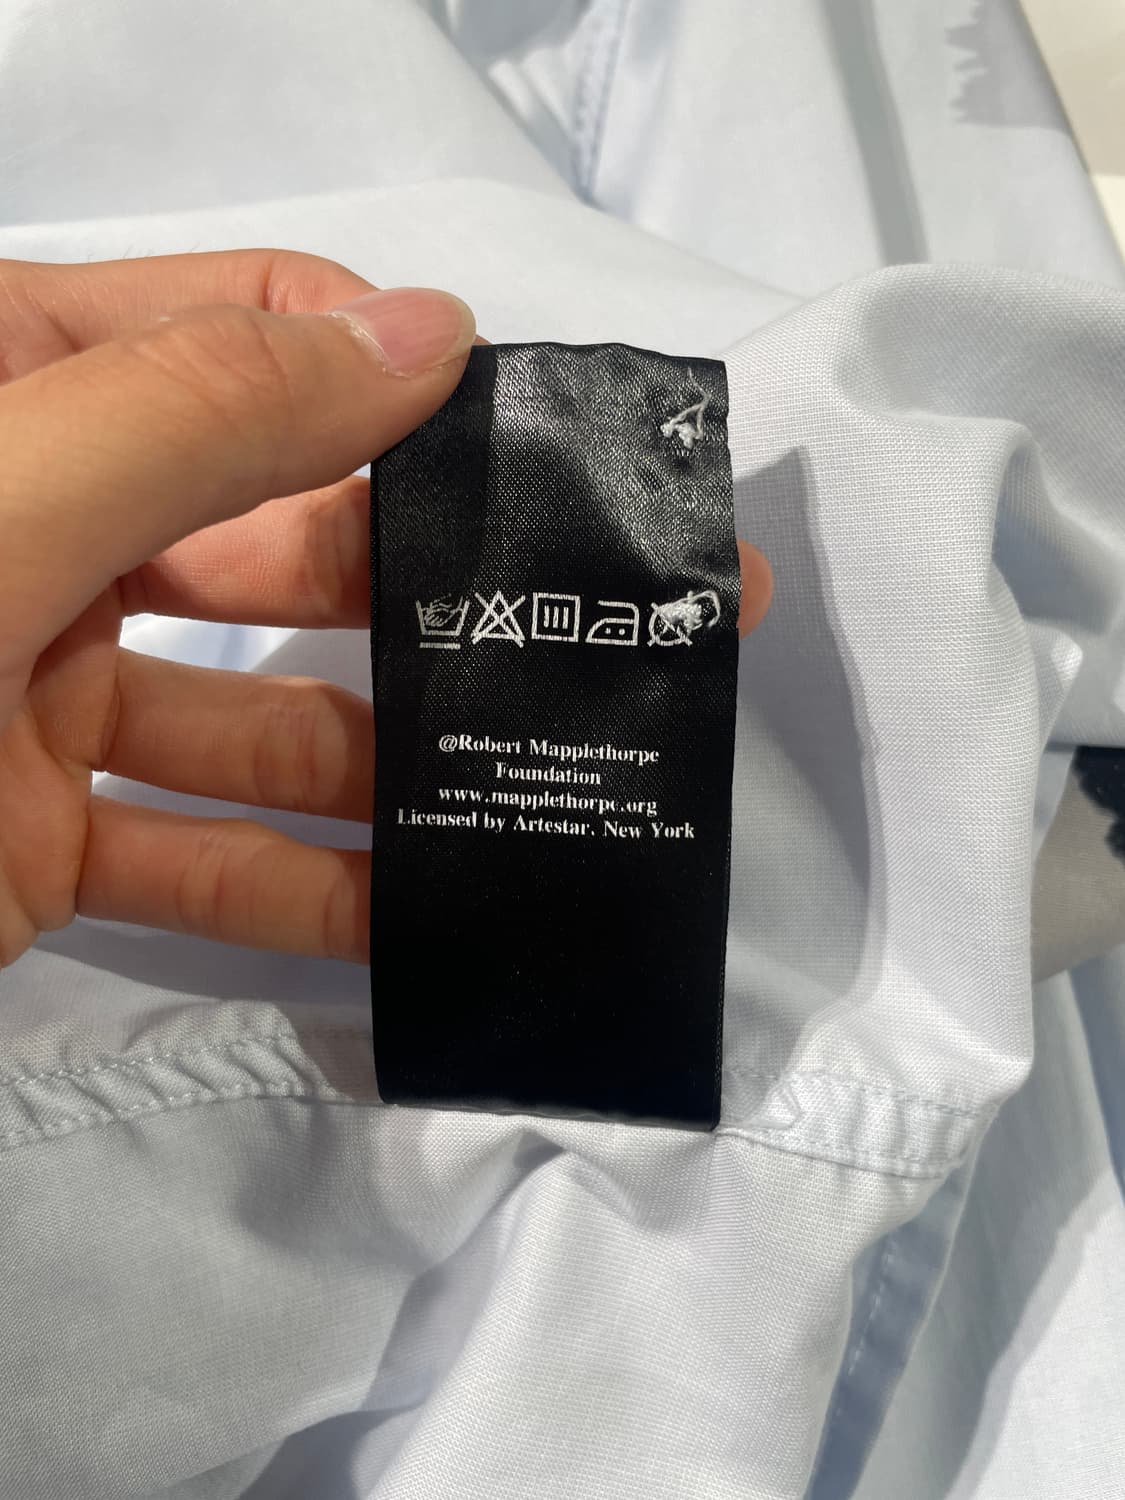 @Robert Mapplethorpe
Foundation
www.mapplethorpe.org
Licensed by Artestar, New York